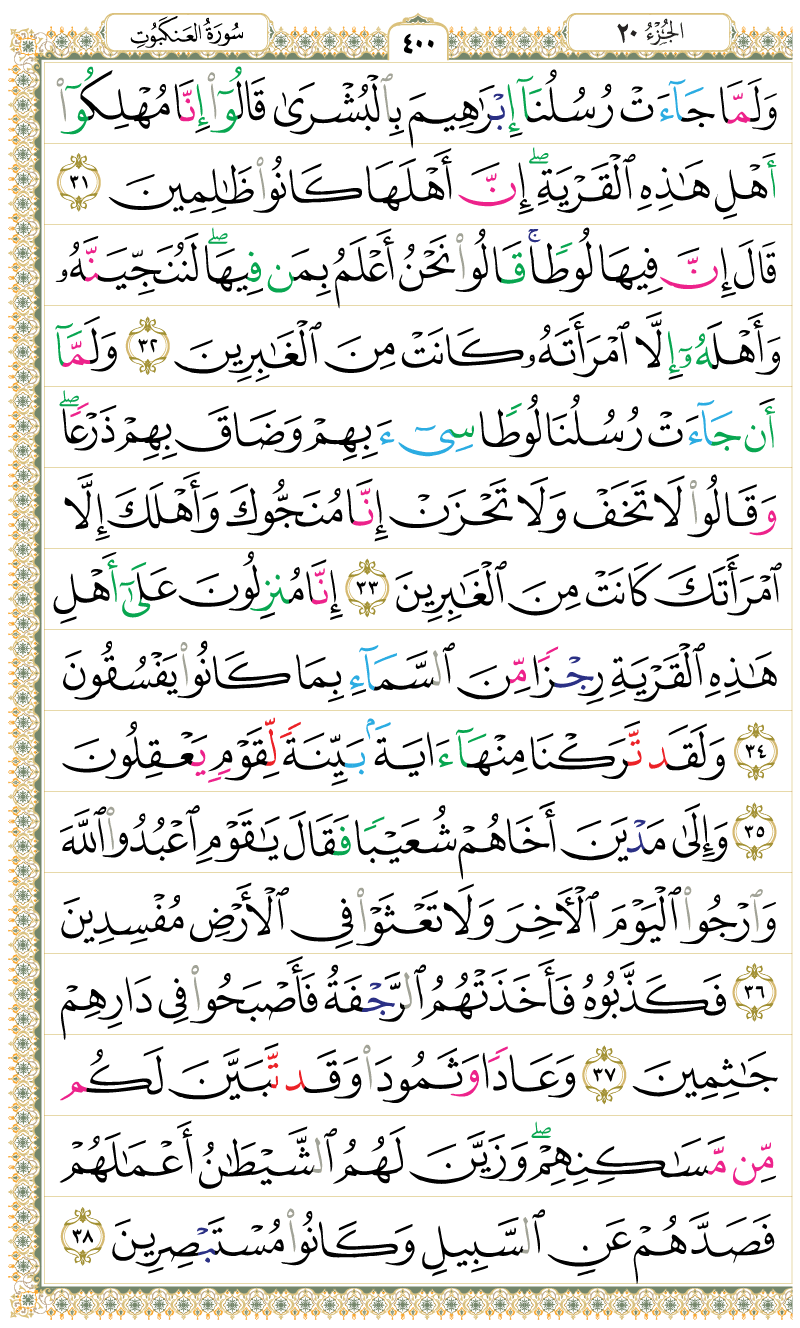 الجُزْءُ ٢٠
٤٠٠
سُورَةُ العَنكَبُوتِ
وَلَمَّا جَآءَتْ رُسُلُنَآ إِبْرَٰهِيمَ بِٱلْبُشْرَىٰ قَالُوٓا۟ إِنَّا مُهْلِكُوٓا۟
أَهْلِ هَـٰذِهِ ٱلْقَرْيَةِ ۖ إِنَّ أَهْلَهَا كَانُوا۟ ظَـٰلِمِينَ ٣١
قَالَ إِنَّ فِيهَا لُوطًا ۚ قَالُوا۟ نَحْنُ أَعْلَمُ بِمَن فِيهَا ۖ لَنُنَجِّيَنَّهُۥ
وَأَهْلَهُۥٓ إِلَّا ٱمْرَأَتَهُۥ كَانَتْ مِنَ ٱلْغَـٰبِرِينَ ٣٢ وَلَمَّآ
أَن جَآءَتْ رُسُلُنَا لُوطًا سِىٓءَ بِهِمْ وَضَاقَ بِهِمْ ذَرْعًا ۖ
وَقَالُوا۟ لَا تَخَفْ وَلَا تَحْزَنْ إِنَّا مُنَجُّوكَ وَأَهْلَكَ إِلَّا
ٱمْرَأَتَكَ كَانَتْ مِنَ ٱلْغَـٰبِرِينَ ٣٣ إِنَّا مُنزِلُونَ عَلَىٰٓ أَهْلِ
هَـٰذِهِ ٱلْقَرْيَةِ رِجْزًا مِّنَ ٱلسَّمَآءِ بِمَا كَانُوا۟ يَفْسُقُونَ
٣٤ وَلَقَد تَّرَكْنَا مِنْهَآ ءَايَةًۢ بَيِّنَةً لِّقَوْمٍ يَعْقِلُونَ
٣٥ وَإِلَىٰ مَدْيَنَ أَخَاهُمْ شُعَيْبًا فَقَالَ يَـٰقَوْمِ ٱعْبُدُوا۟ ٱللَّهَ
وَٱرْجُوا۟ ٱلْيَوْمَ ٱلْـَٔاخِرَ وَلَا تَعْثَوْا۟ فِى ٱلْأَرْضِ مُفْسِدِينَ
٣٦ فَكَذَّبُوهُ فَأَخَذَتْهُمُ ٱلرَّجْفَةُ فَأَصْبَحُوا۟ فِى دَارِهِمْ
جَـٰثِمِينَ ٣٧ وَعَادًا وَثَمُودَا۟ وَقَد تَّبَيَّنَ لَكُم
مِّن مَّسَـٰكِنِهِمْ ۖ وَزَيَّنَ لَهُمُ ٱلشَّيْطَـٰنُ أَعْمَـٰلَهُمْ
فَصَدَّهُمْ عَنِ ٱلسَّبِيلِ وَكَانُوا۟ مُسْتَبْصِرِينَ ٣٨